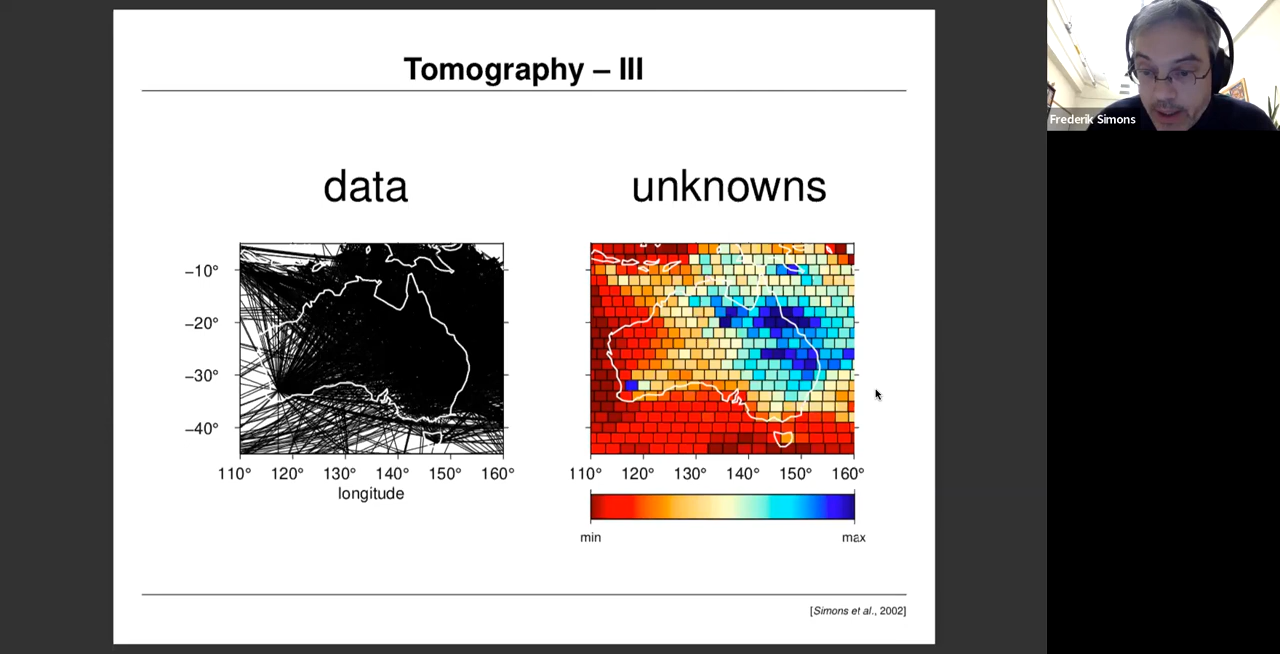 Tomography – III
data
unknowns
−10°
−20°
−30°
−40°
110° 120° 130° 140° 150° 160°
longitude
110° 120° 130° 140° 150° 160°
min max
[Simons et al., 2002]
Frederik Simons